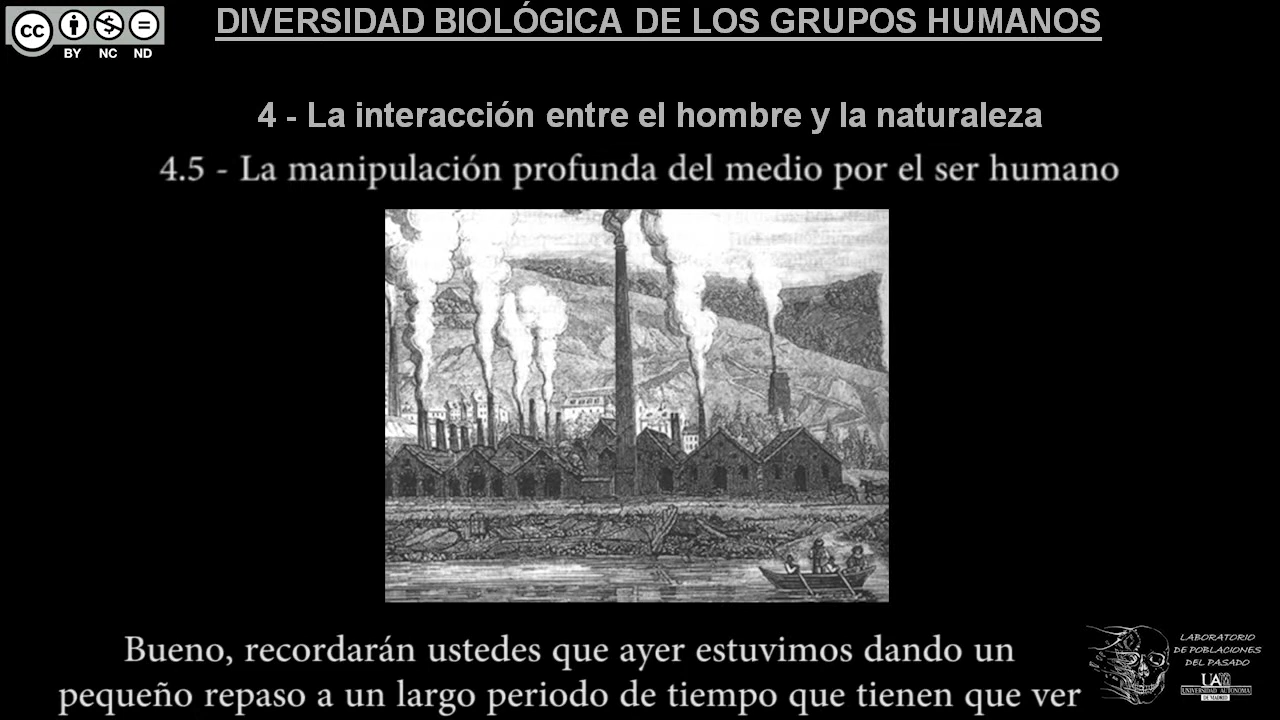 DIVERSIDAD BIOLÓGICA DE LOS GRUPOS HUMANOS
cc
BY NC ND
4 - La interacción entre el hombre y la naturaleza
4.5 - La manipulación profunda del medio por el ser humano
Bueno, recordarán ustedes que ayer estuvimos dando un
pequeño repaso a un largo periodo de tiempo que tienen que ver
LABORATORIO
DE POBLACIONES
DEL PASADO
UAM
UNIVERSIDAD AUTONOMA
DE MADRID